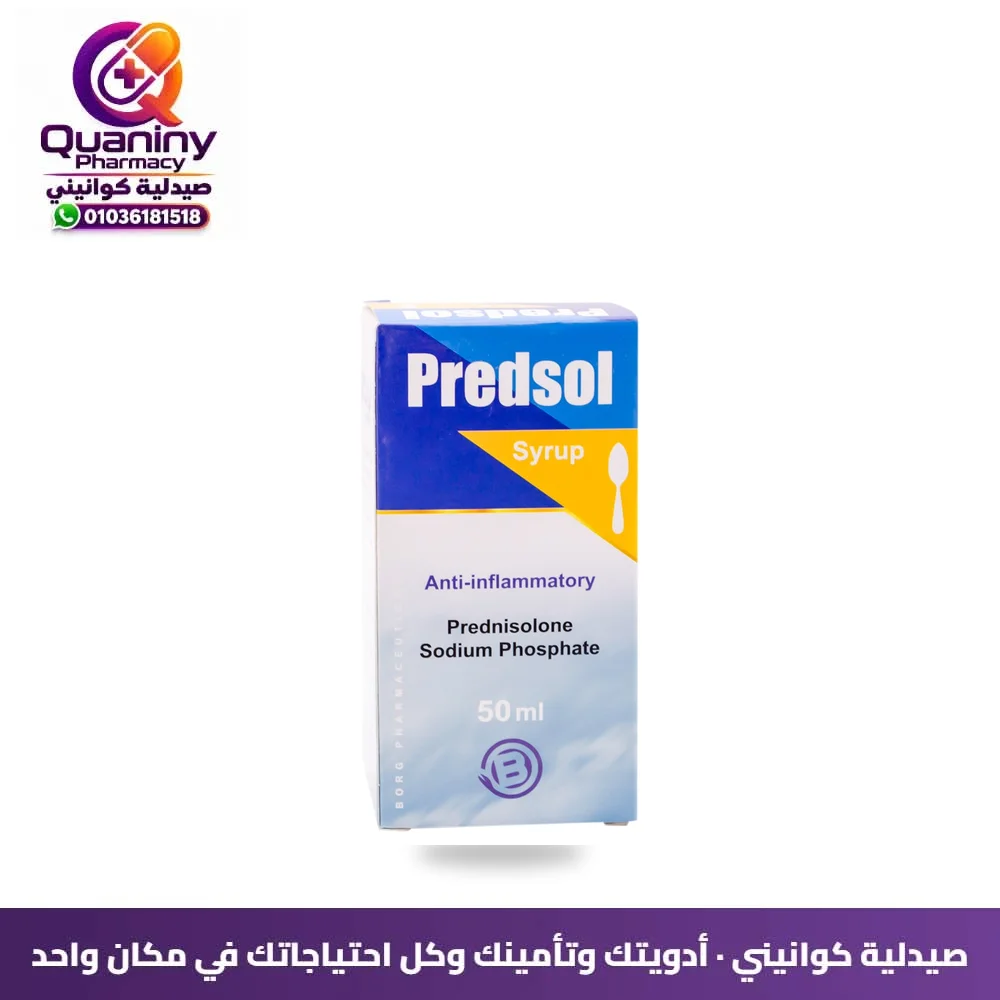 Quaniny
Pharmacy
صيدلية كوانيني
01036181518
Predsol
Predsol
Syrup
Anti-inflammatory
Prednisolone
Sodium Phosphate
50 ml
B
BORG PHARMACEUTICAL
صيدلية كوانيني . أدويتك وتأمينك وكل احتياجاتك في مكان واحد